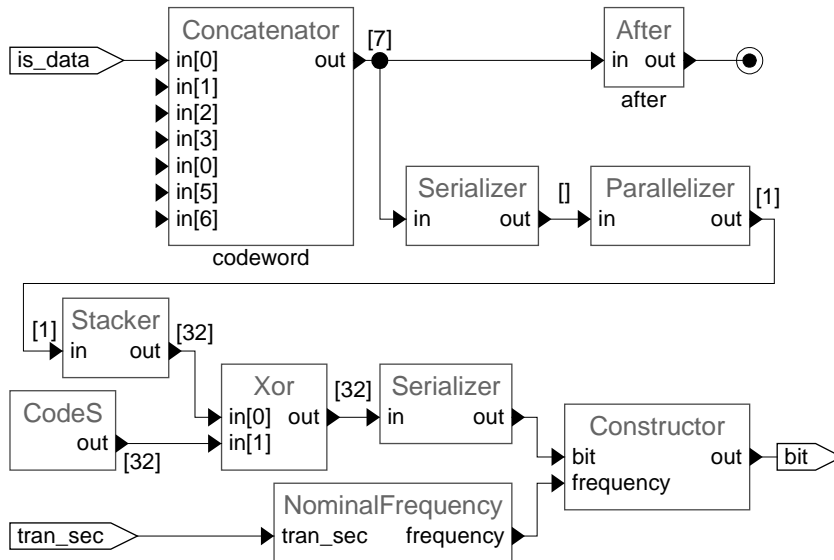 Concatenator
After
is_data
in[0]
out
[7]
in
out
in[1]
after
in[2]
in[3]
in[0]
Serializer
[]
Parallelizer
[1]
in[5]
in
out
in
out
in[6]
codeword
[1]
Stacker
[32]
in
out
Xor
[32]
Serializer
CodeS
in[0]
out
in
out
Constructor
out
in[1]
[32]
bit
out
bit
NominalFrequency
frequency
tran_sec
tran_sec
frequency